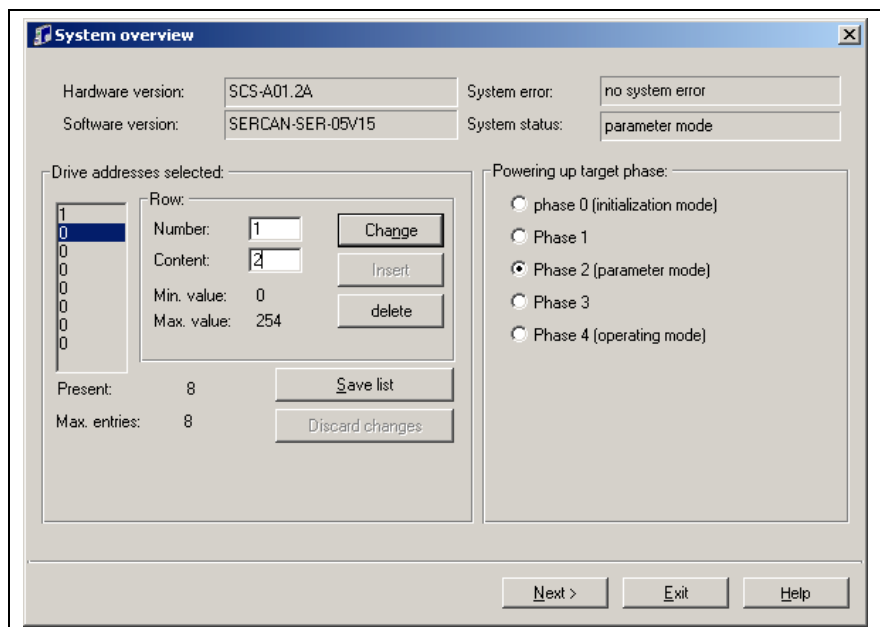 System overview
Hardware version: SCS-A01.2A System error: no system error
Software version: SERCAN-SER-05V15 System status: parameter mode
Drive addresses selected:
1
0
0
0
0
0
0
0
Row:
Number: 1 Change
Content: 2 Insert
Min. value: 0
Max. value: 254 delete
Present: 8 Save list
Max. entries: 8 Discard changes
Powering up target phase:
phase 0 (initialization mode)
Phase 1
Phase 2 (parameter mode)
Phase 3
Phase 4 (operating mode)
Next > Exit Help